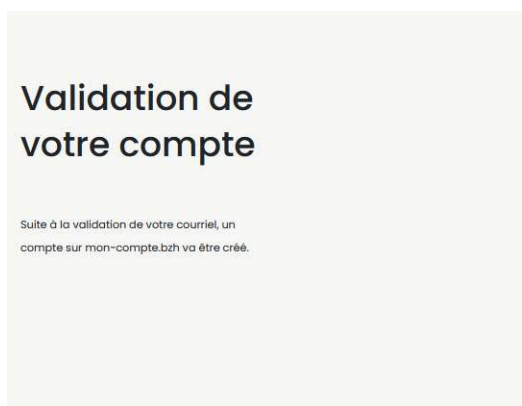 Validation de
votre compte
Suite à la validation de votre courriel, un
compte sur mon-compte.bzh va être créé.